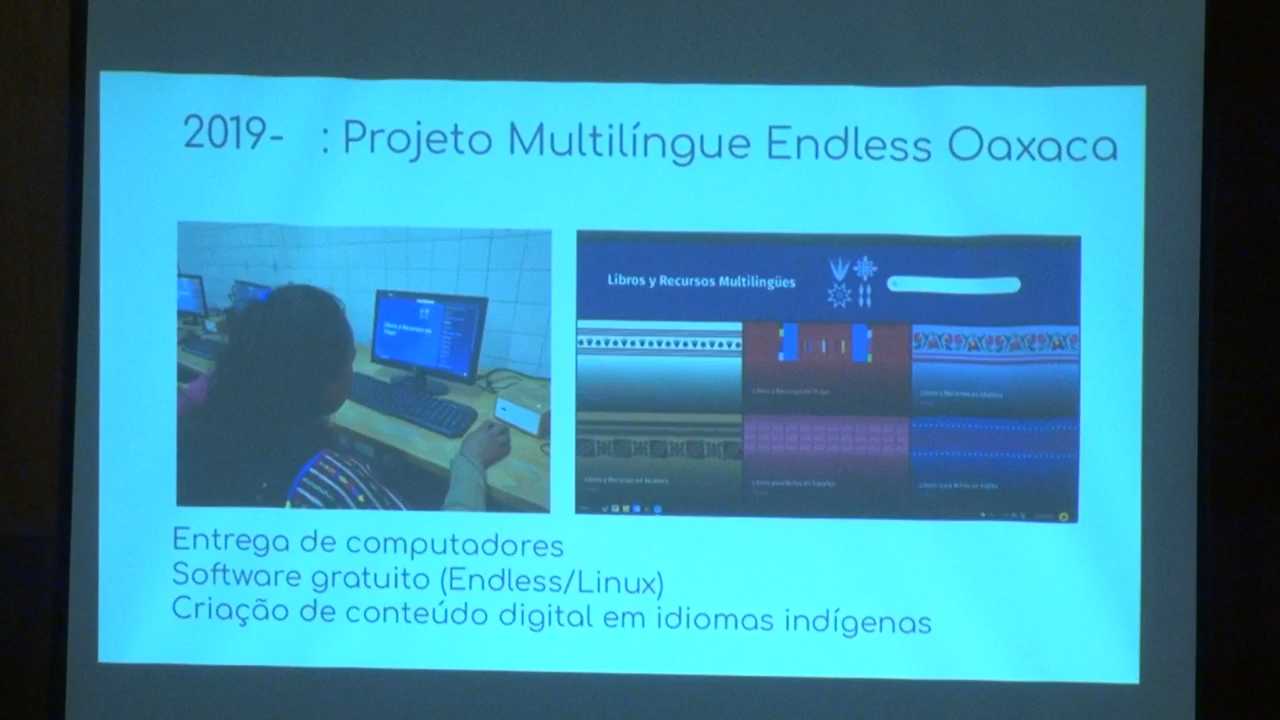 2019- : Projeto Multilíngue Endless Oaxaca
Libros y Recursos Multilingües
Entrega de computadores
Software gratuito (Endless/Linux)
Criação de conteúdo digital em idiomas indígenas